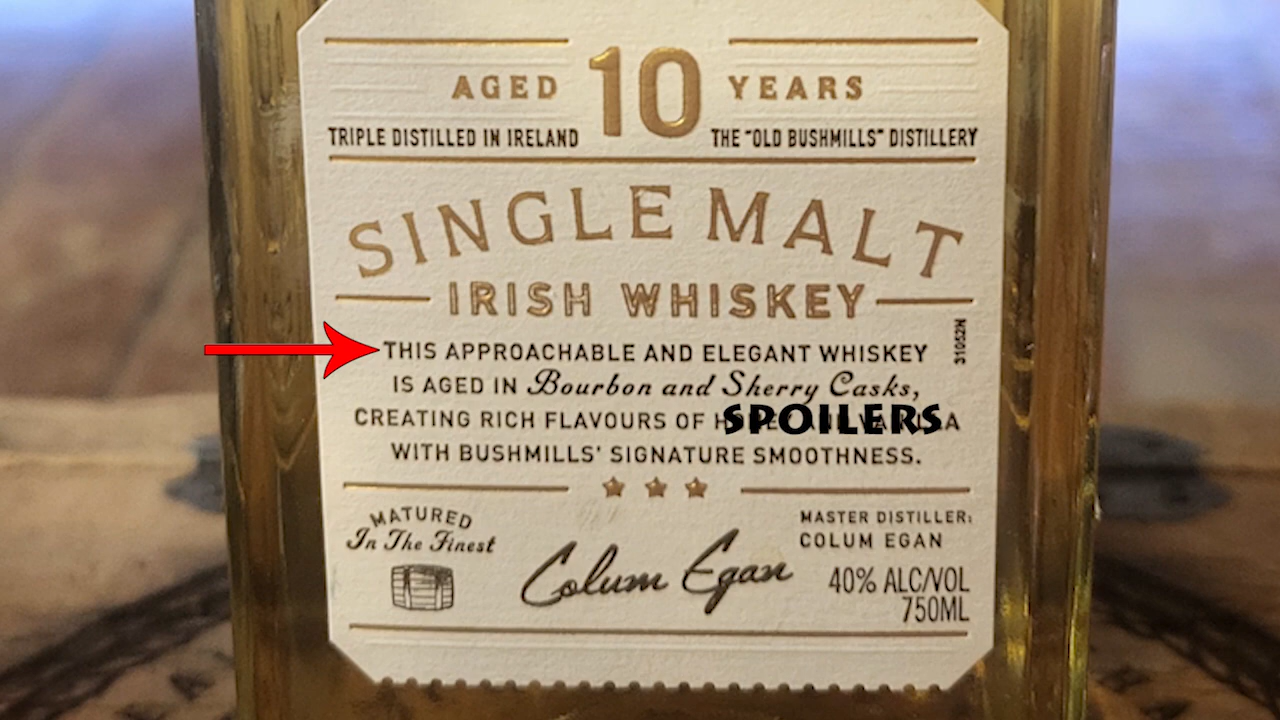 AGED 10 YEARS
TRIPLE DISTILLED IN IRELAND THE "OLD BUSHMILLS" DISTILLERY
SINGLE MALT
IRISH WHISKEY
31052N
THIS APPROACHABLE AND ELEGANT WHISKEY
IS AGED IN Bourbon and Sherry Casks,
CREATING RICH FLAVOURS OF SPOILERS
WITH BUSHMILLS' SIGNATURE SMOOTHNESS.
MATURED
In The Finest
Colum Egan
MASTER DISTILLER:
COLUM EGAN
40% ALC/VOL
750ML